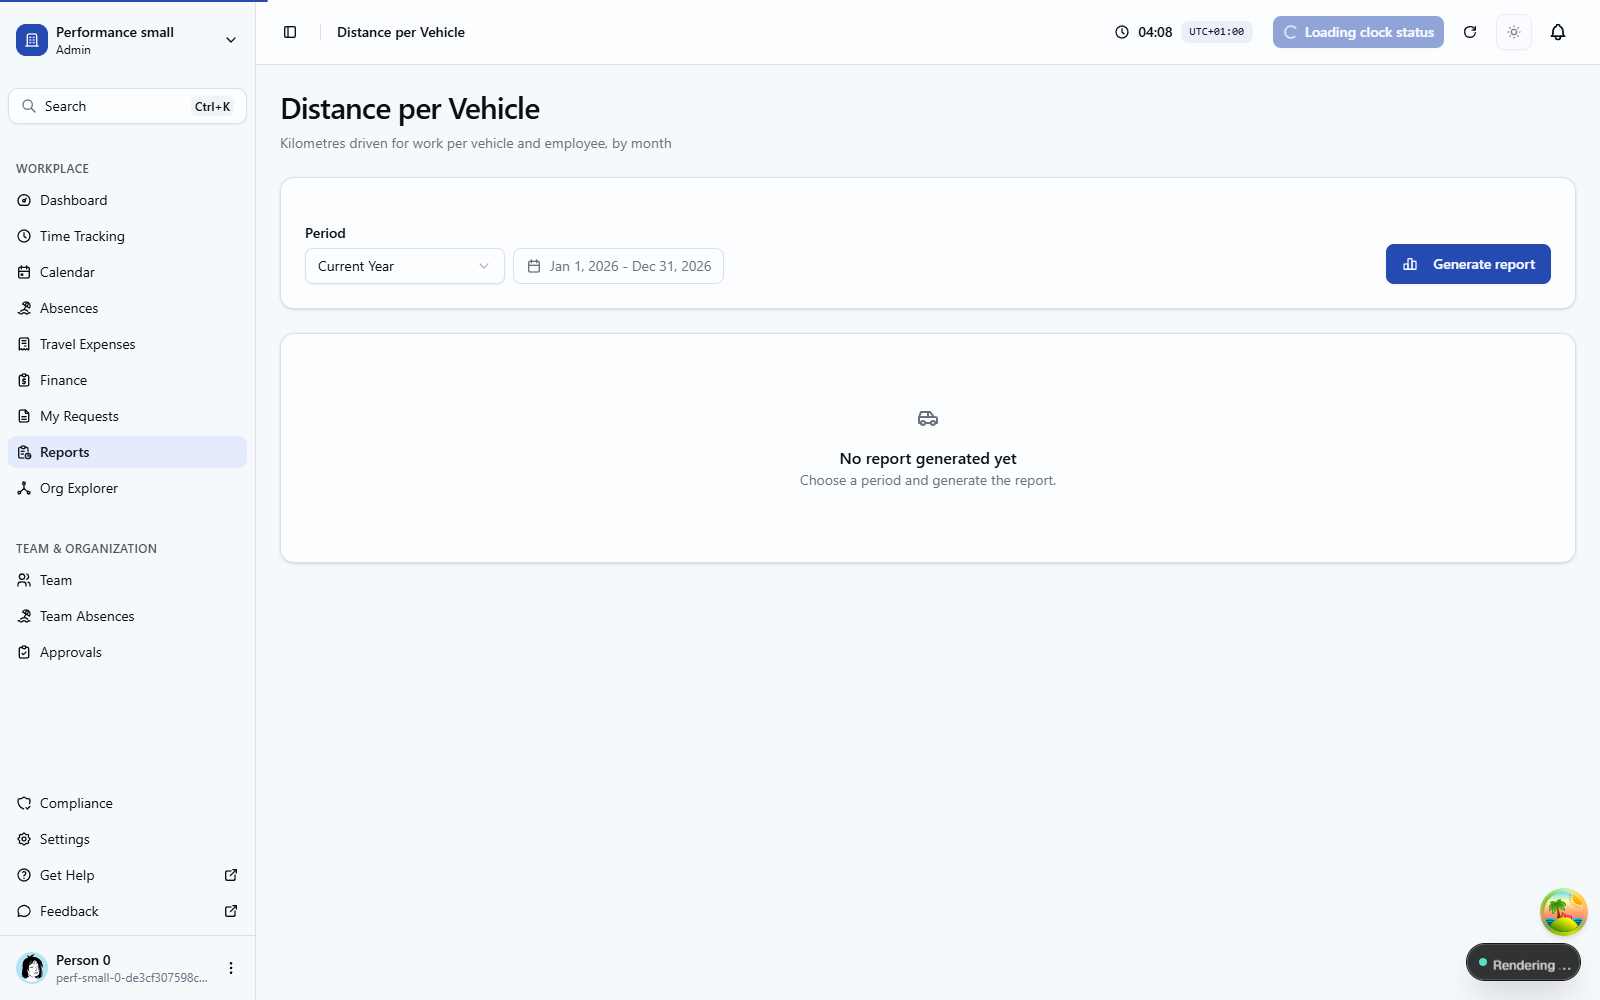 Performance small
Admin
Search
Ctrl+K
WORKPLACE
Dashboard
Time Tracking
Calendar
Absences
Travel Expenses
Finance
My Requests
Reports
Org Explorer
TEAM & ORGANIZATION
Team
Team Absences
Approvals
Compliance
Settings
Get Help
Feedback
Person 0
perf-small-0-de3cf307598c...
Distance per Vehicle
04:08
UTC+01:00
Loading clock status
Distance per Vehicle
Kilometres driven for work per vehicle and employee, by month
Period
Current Year
Jan 1, 2026 - Dec 31, 2026
Generate report
No report generated yet
Choose a period and generate the report.
Rendering ...